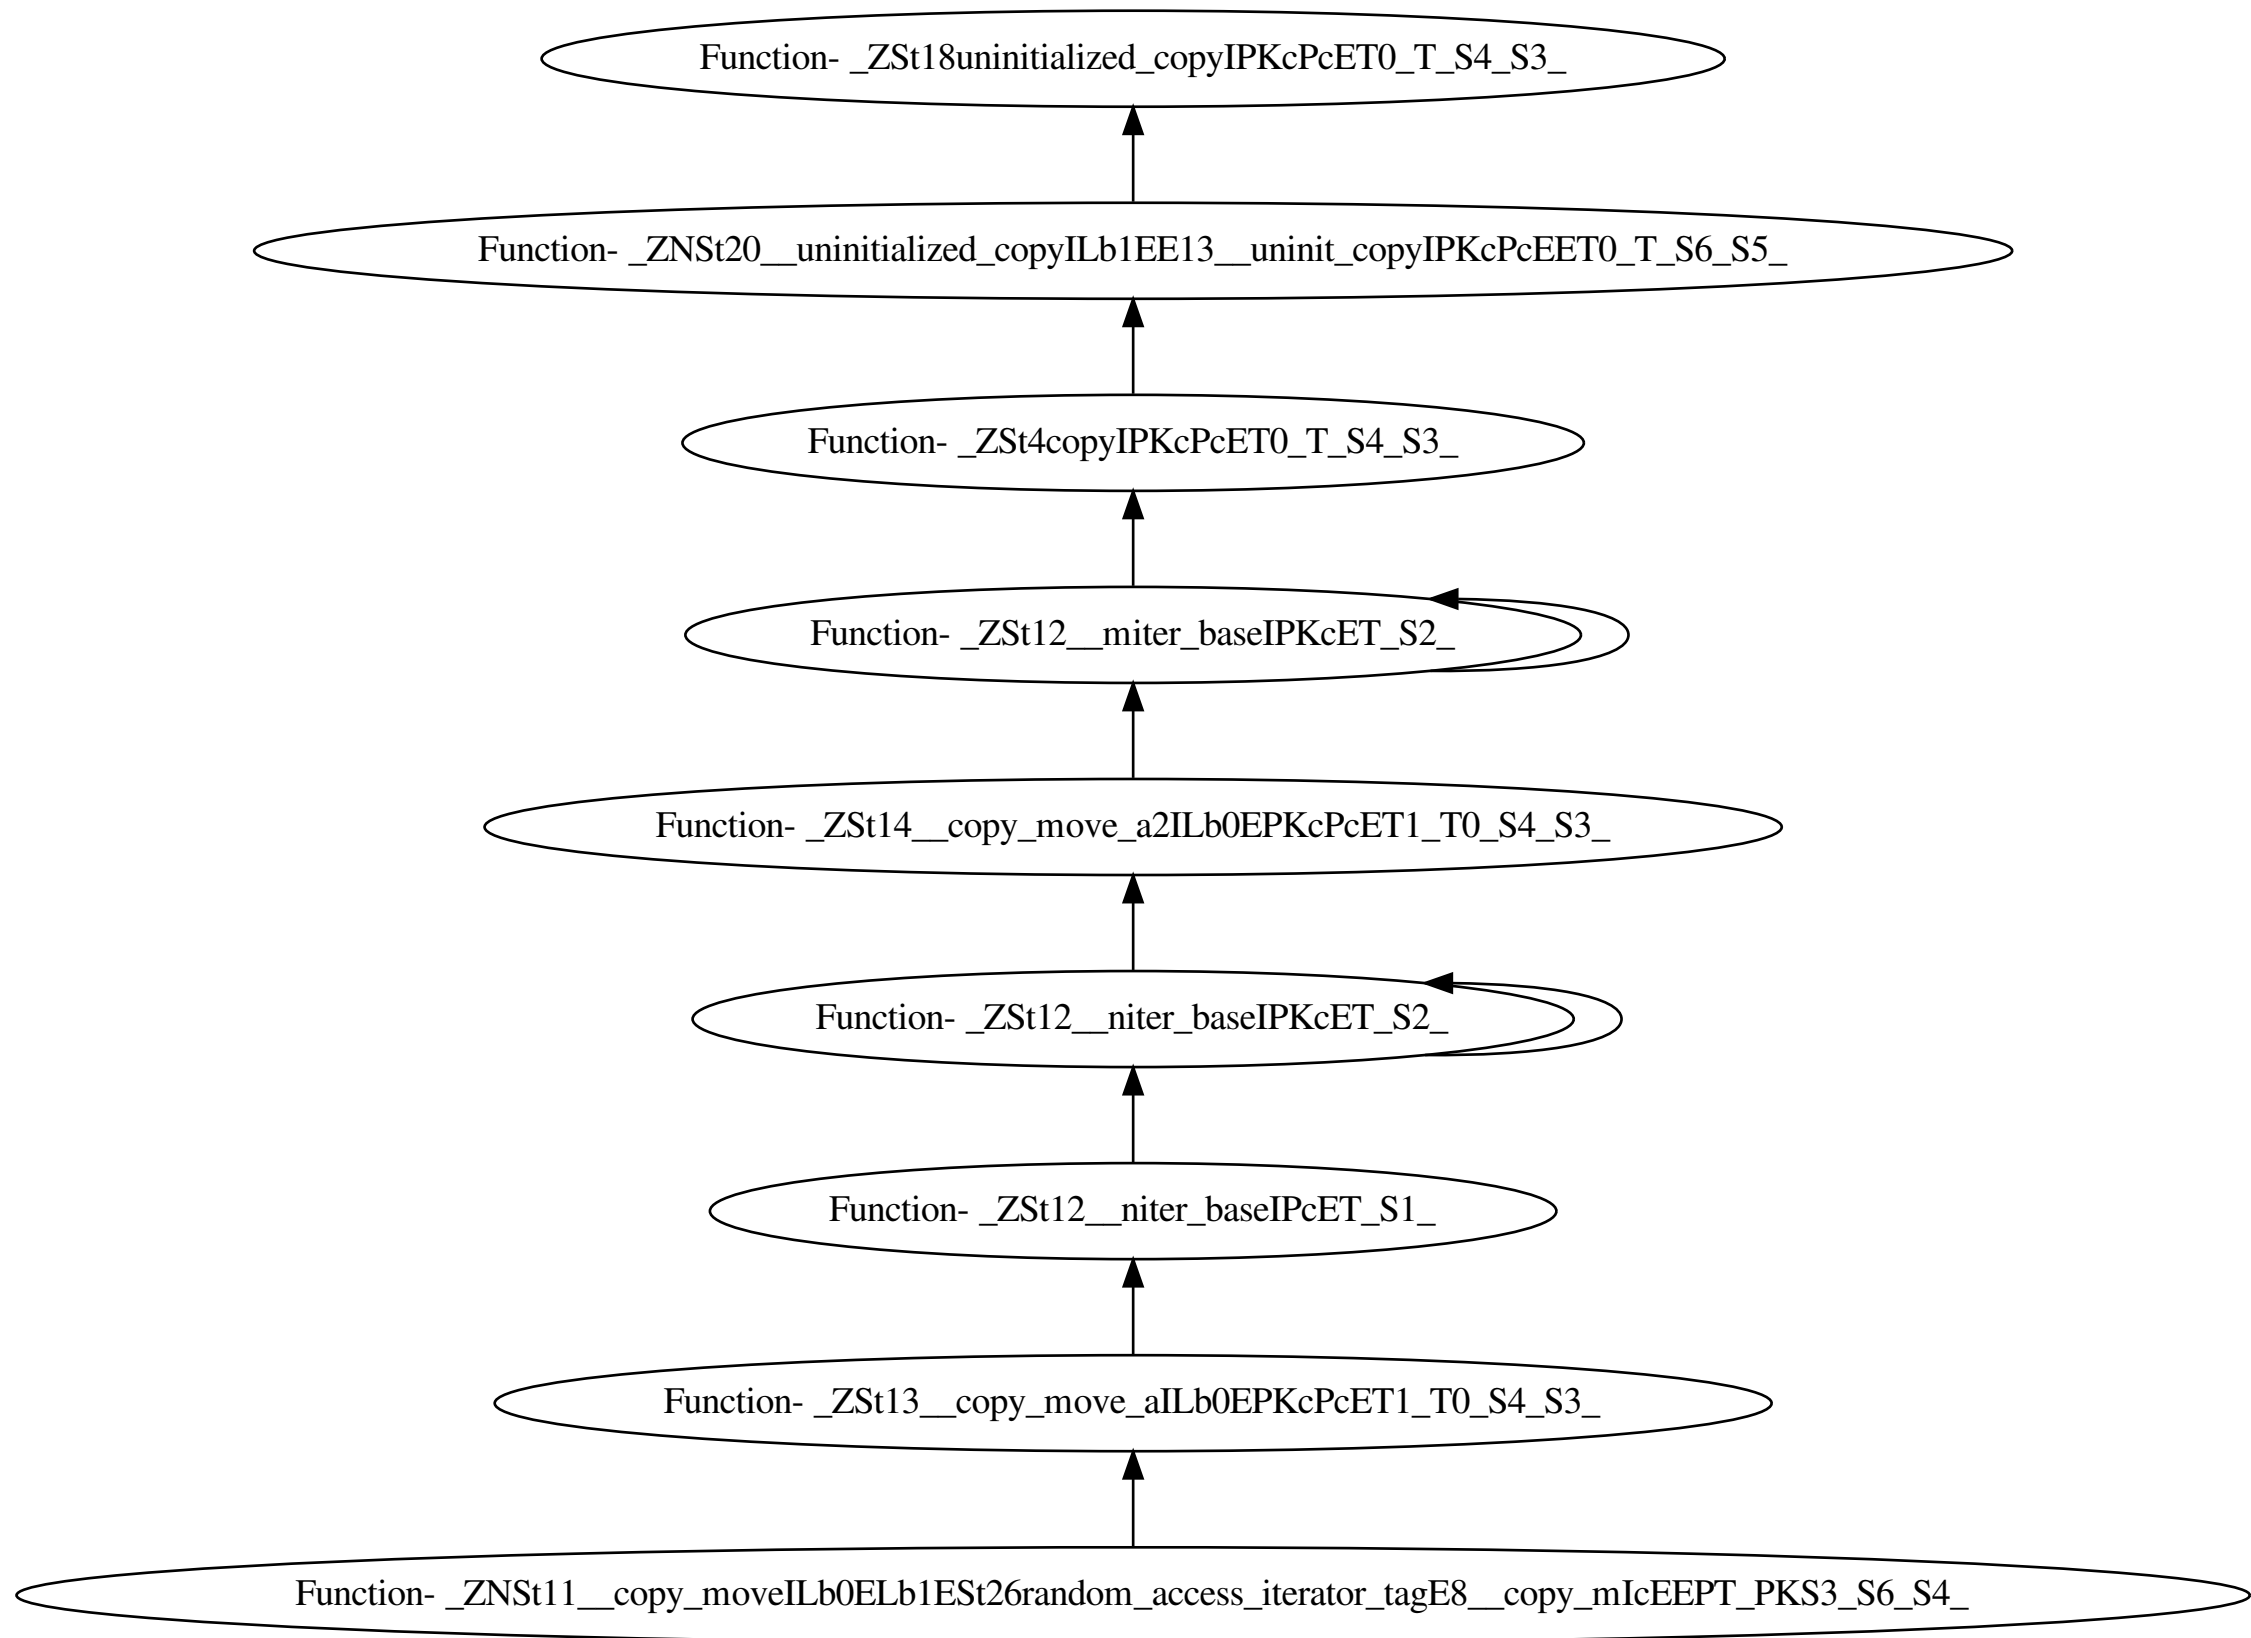 Function- _ZSt18uninitialized_copyIPKcPcET0_T_S4_S3_
Function- _ZNSt20__uninitialized_copyILb1EE13__uninit_copyIPKcPcEET0_T_S6_S5_
Function- _ZSt4copyIPKcPcET0_T_S4_S3_
Function- _ZSt12__miter_baseIPKcET_S2_
Function- _ZSt14__copy_move_a2ILb0EPKcPcET1_T0_S4_S3_
Function- _ZSt12__niter_baseIPKcET_S2_
Function- _ZSt12__niter_baseIPcET_S1_
Function- _ZSt13__copy_move_aILb0EPKcPcET1_T0_S4_S3_
Function- _ZNSt11__copy_moveILb0ELb1ESt26random_access_iterator_tagE8__copy_mIcEEPT_PKS3_S6_S4_